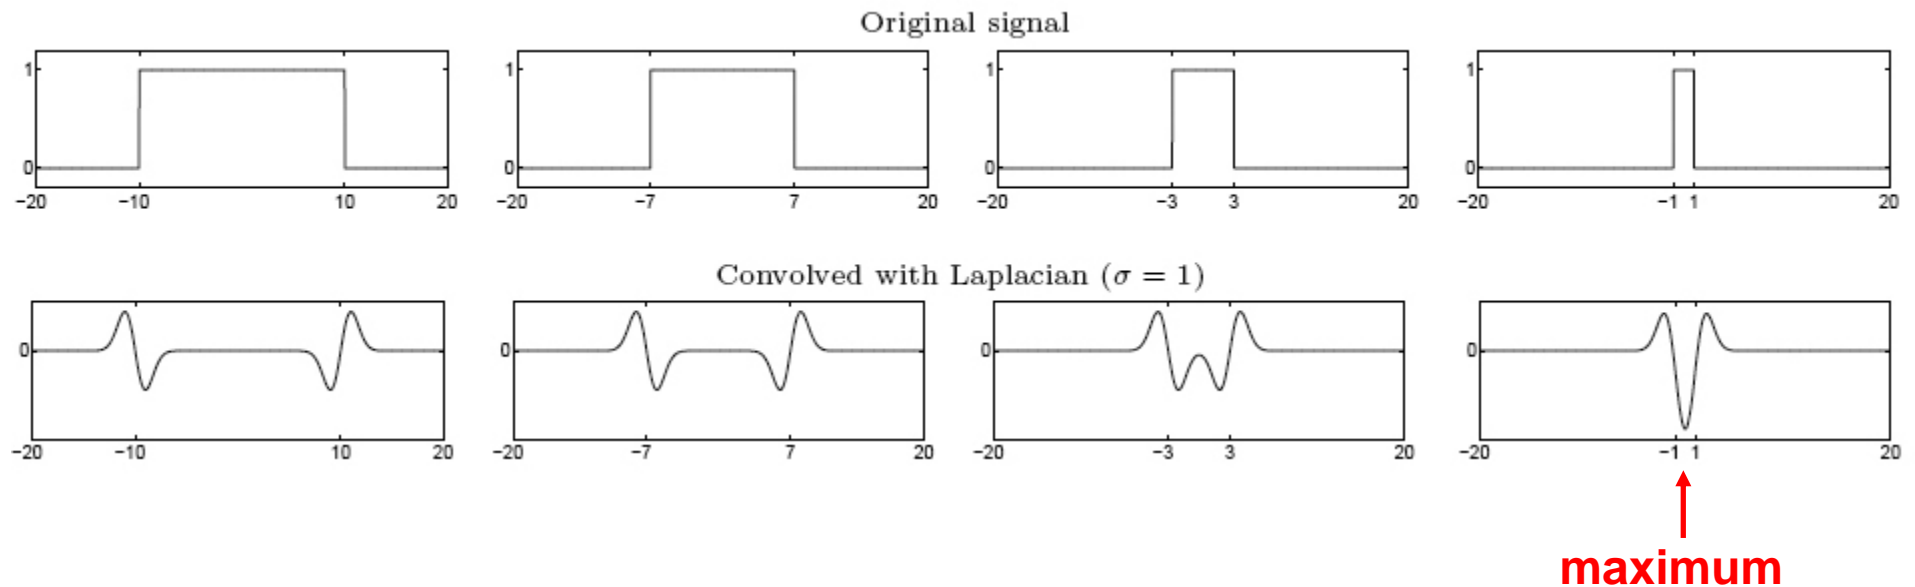 Original signal
1 1 1 1
0 0 0 0
−20 −10 10 20 −20 −7 7 20 −20 −3 3 20 −20 −1 1 20
Convolved with Laplacian (σ = 1)
0 0 0 0
−20 −10 10 20 −20 −7 7 20 −20 −3 3 20 −20 −1 1 20
maximum